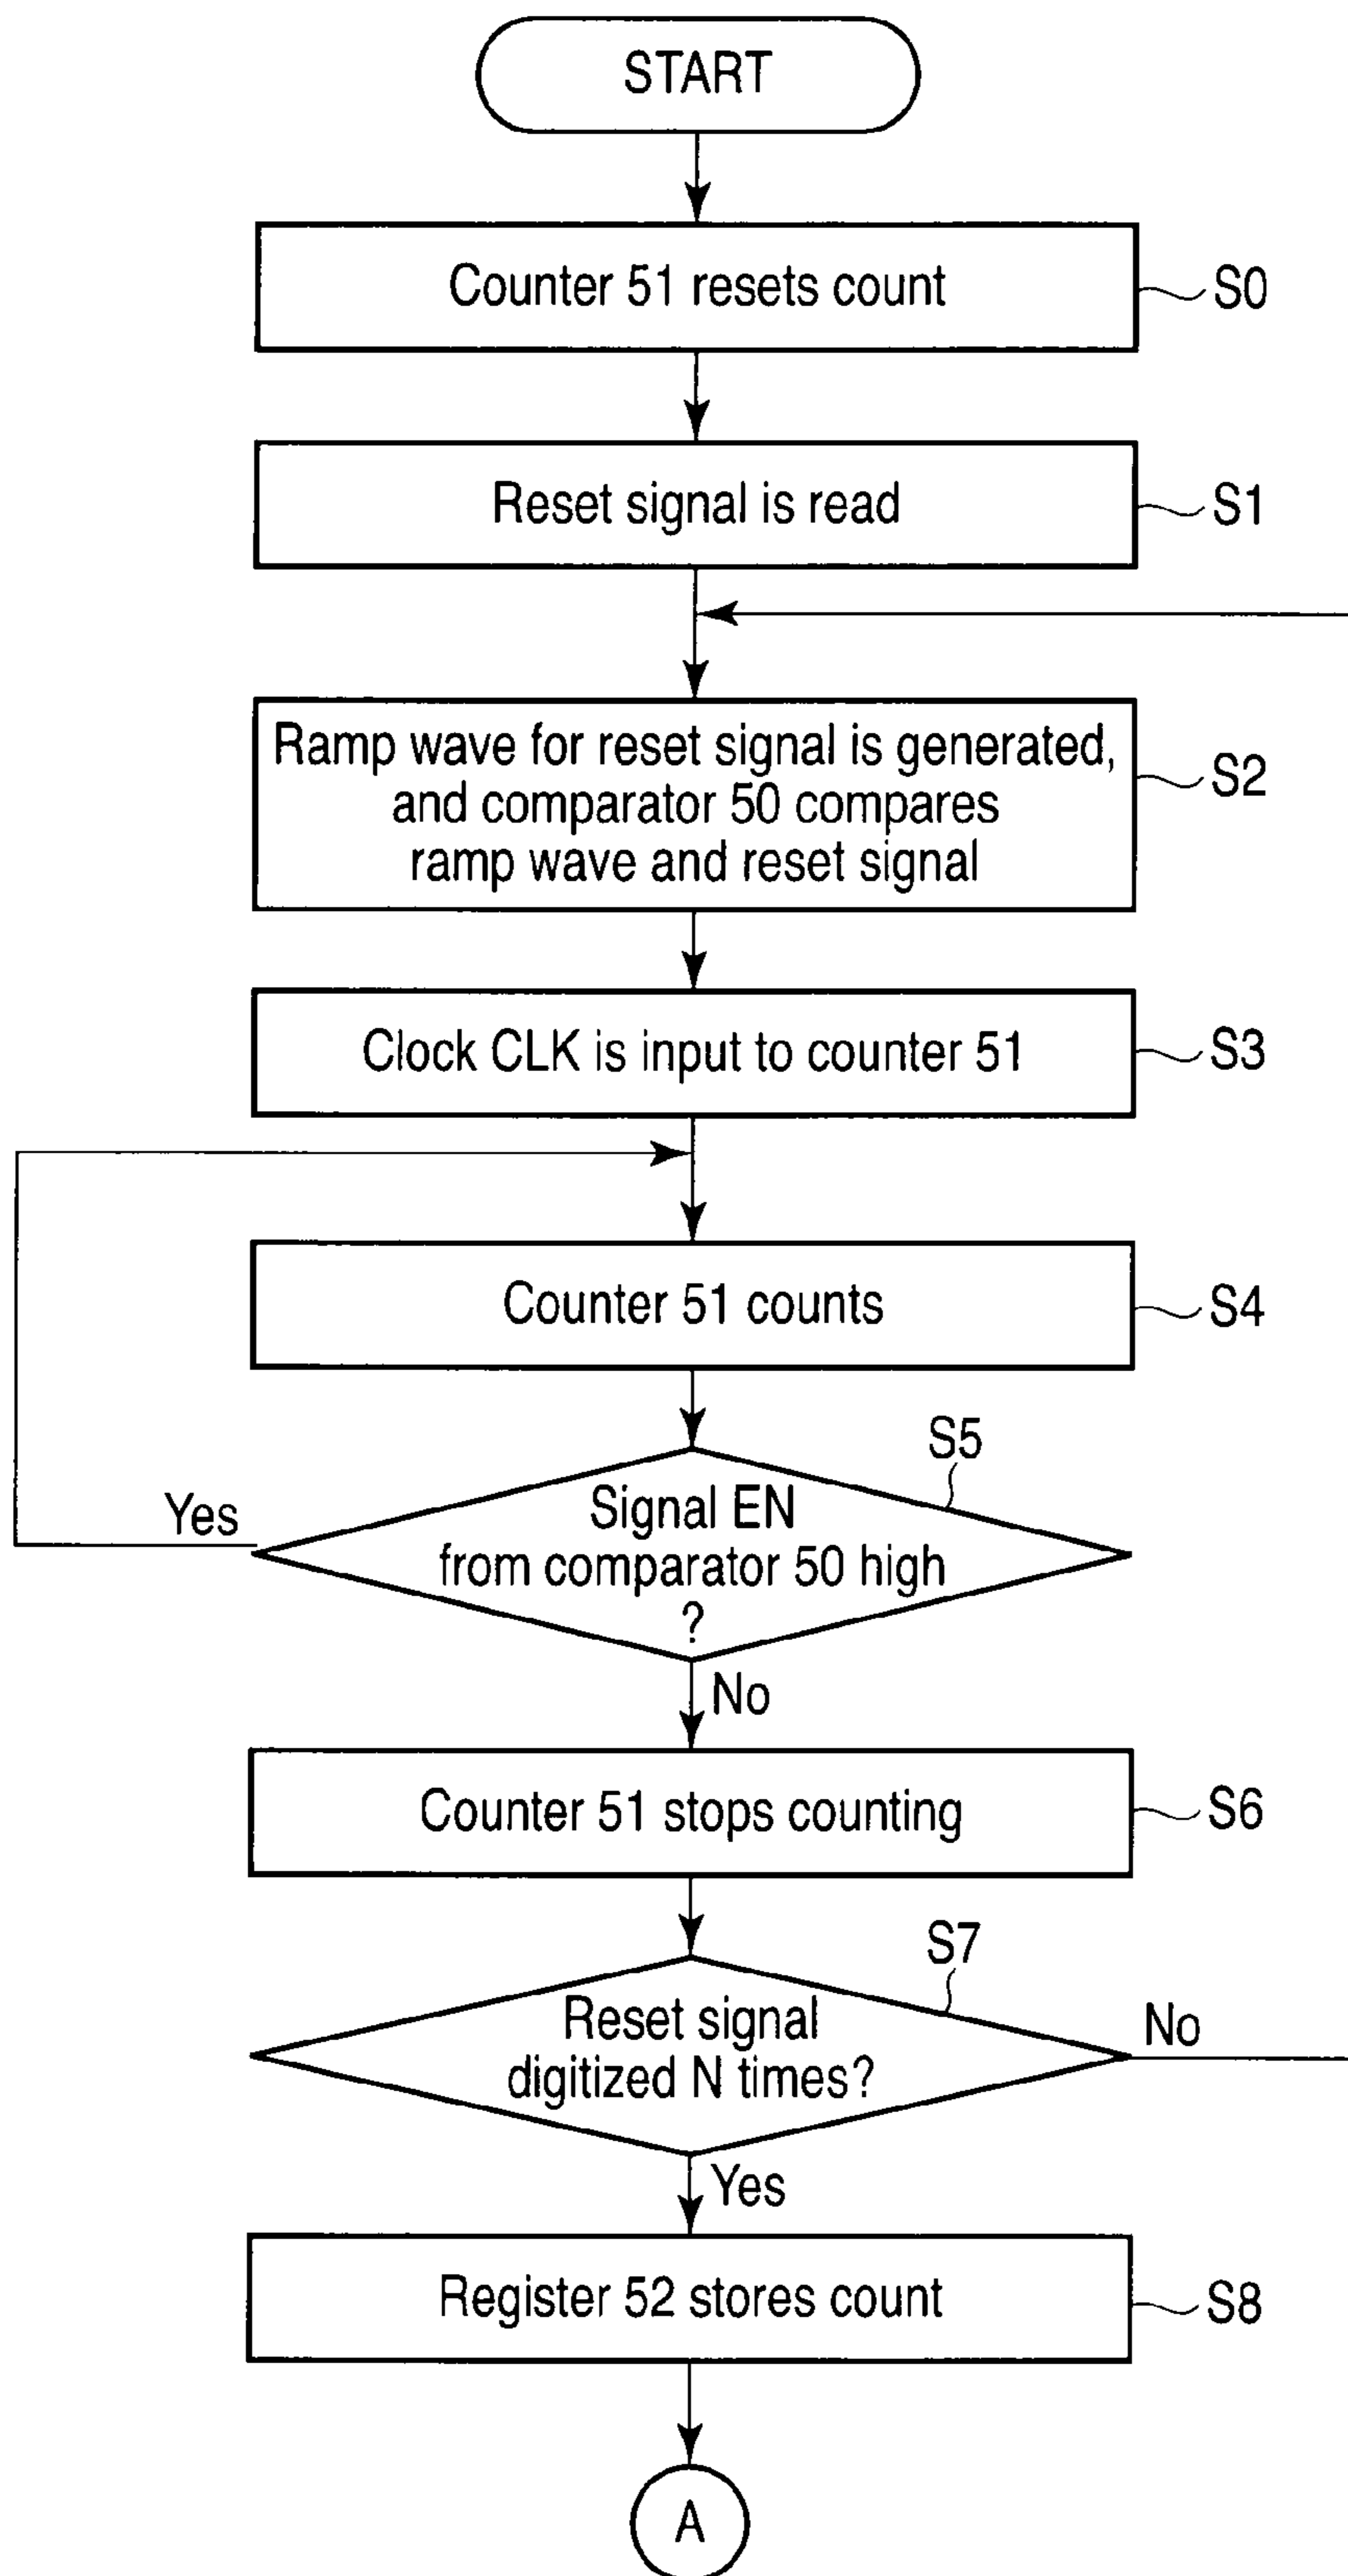 START
Counter 51 resets count
S0
Reset signal is read
S1
Ramp wave for reset signal is generated,
and comparator 50 compares
ramp wave and reset signal
S2
Clock CLK is input to counter 51
S3
Counter 51 counts
S4
S5
Signal EN
from comparator 50 high
?
Yes
No
Counter 51 stops counting
S6
S7
Reset signal
digitized N times?
No
Yes
Register 52 stores count
S8
A